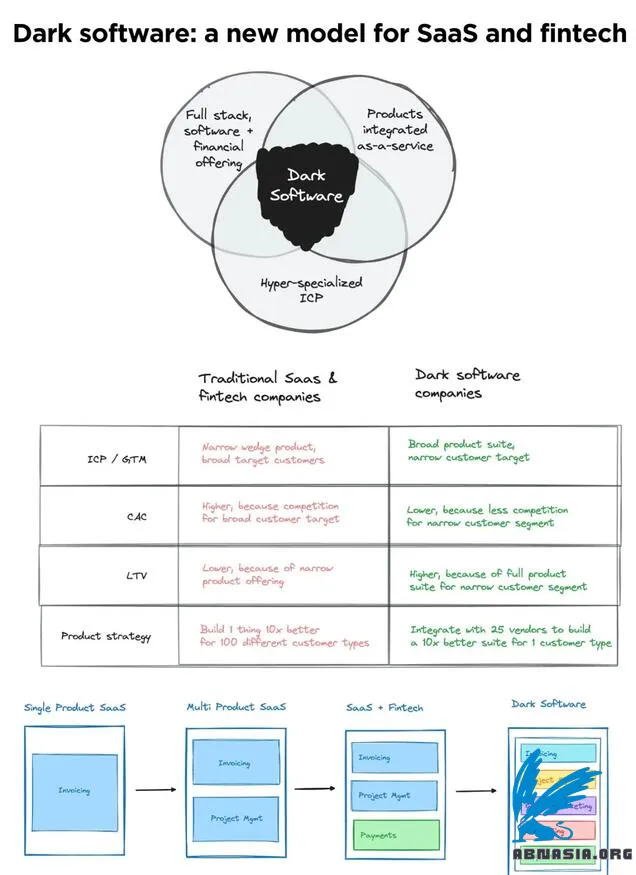 Dark software: a new model for SaaS and fintech
Full stack,
software +
financial
offering
Products
integrated
as-a-service
Dark
Software
Hyper-specialized
ICP
Traditional Saas &
fintech companies
Dark software
companies
ICP / GTM
Narrow wedge product,
broad target customers
Broad product suite,
narrow customer target
CAC
Higher, because competition
for broad customer target
Lower, because less competition
for narrow customer segment
LTV
Lower, because of narrow
product offering
Higher, because of full product
suite for narrow customer segment
Product strategy
Build 1 thing 10x better
for 100 different customer types
Integrate with 25 vendors to build
a 10x better suite for 1 customer type
Single Product SaaS
Multi Product SaaS
SaaS + Fintech
Dark Software
Invoicing
Invoicing
Project Mgmt
Invoicing
Project Mgmt
Payments
Invoicing
ABNASIA.ORG